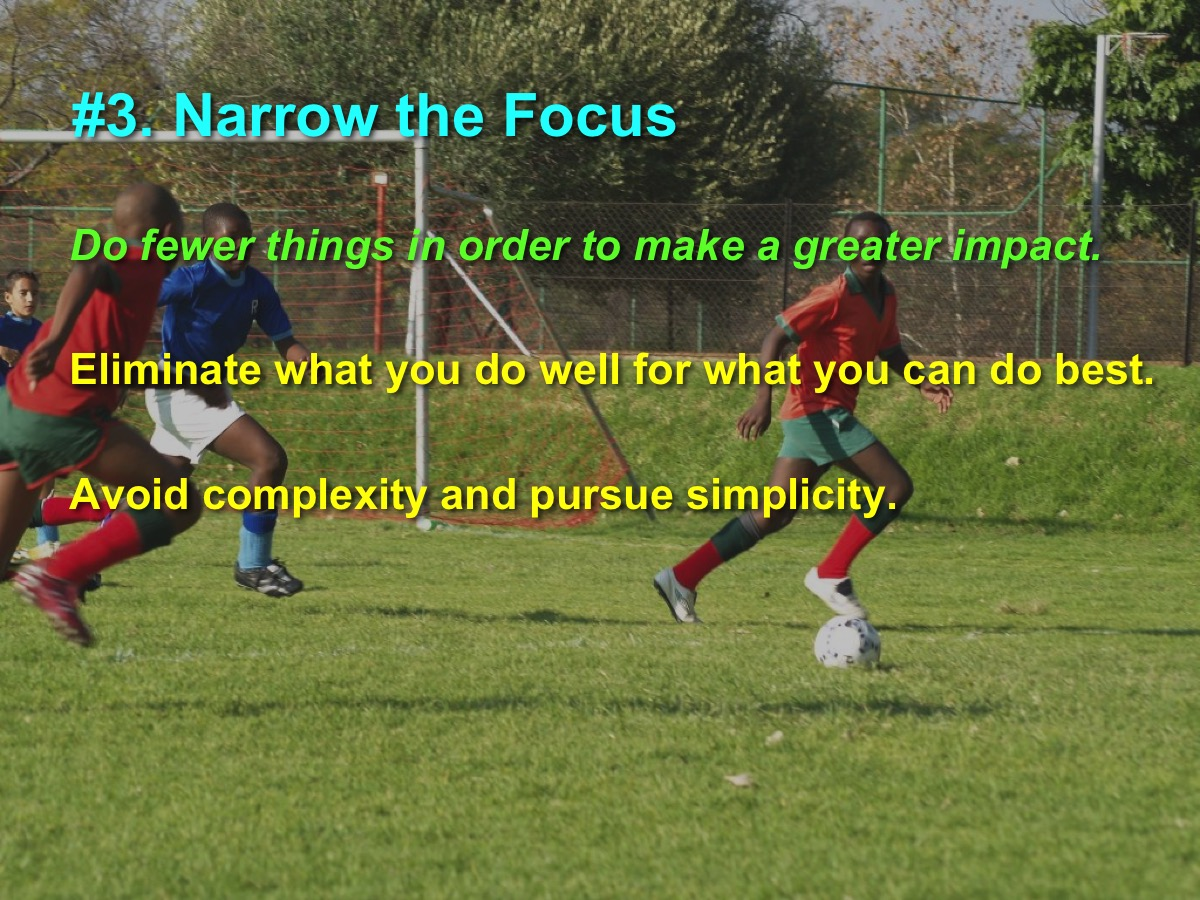 #3. Narrow the Focus
Do fewer things in order to make a greater impact.
Eliminate what you do well for what you can do best.
Avoid complexity and pursue simplicity.